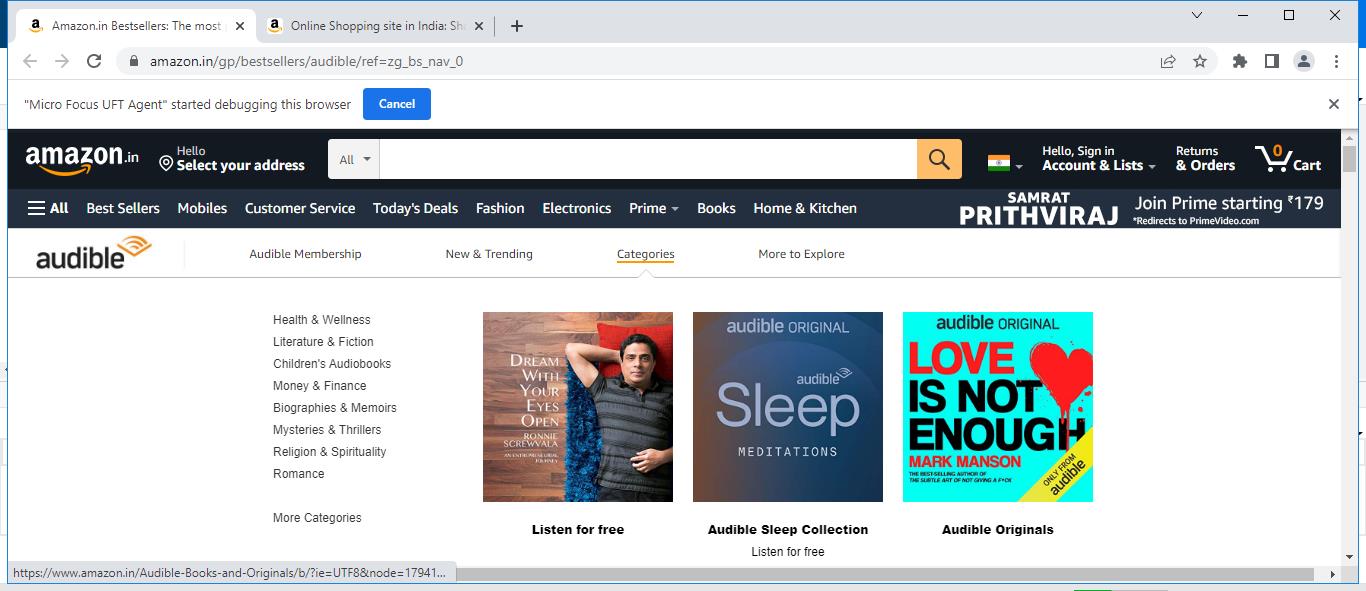 Amazon.in Bestsellers: The most
Online Shopping site in India: Sh
amazon.in/gp/bestsellers/audible/ref=zg_bs_nav_0
"Micro Focus UFT Agent" started debugging this browser
Cancel
amazon.in
Hello
Select your address
All
Hello, Sign in
Account & Lists
Returns
& Orders
0
Cart
All
Best Sellers
Mobiles
Customer Service
Today's Deals
Fashion
Electronics
Prime
Books
Home & Kitchen
SAMRAT
PRITHVIRAJ
Join Prime starting ₹179
*Redirects to PrimeVideo.com
audible
Audible Membership
New & Trending
Categories
More to Explore
Health & Wellness
Literature & Fiction
Children's Audiobooks
Money & Finance
Biographies & Memoirs
Mysteries & Thrillers
Religion & Spirituality
Romance
More Categories
DREAM
WITH
YOUR
EYES
OPEN
RONNIE
SCREWVALA
AN ENTREPRENEURIAL
JOURNEY
Listen for free
audible ORIGINAL
audible
Sleep
MEDITATIONS
Audible Sleep Collection
Listen for free
audible ORIGINAL
LOVE
IS NOT
ENOUGH
MARK MANSON
THE BEST-SELLING AUTHOR OF
THE SUBTLE ART OF NOT GIVING A F*CK
ONLY FROM
audible
Audible Originals
https://www.amazon.in/Audible-Books-and-Originals/b/?ie=UTF8&node=17941...